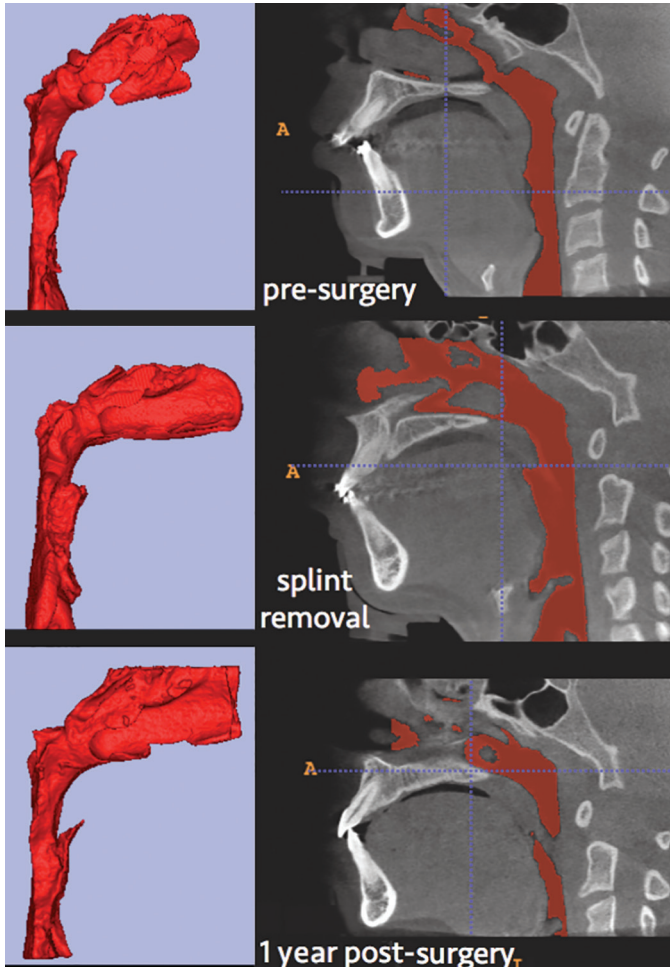 A
pre-surgery
A
splint
removal
A
1 year post-surgery
T